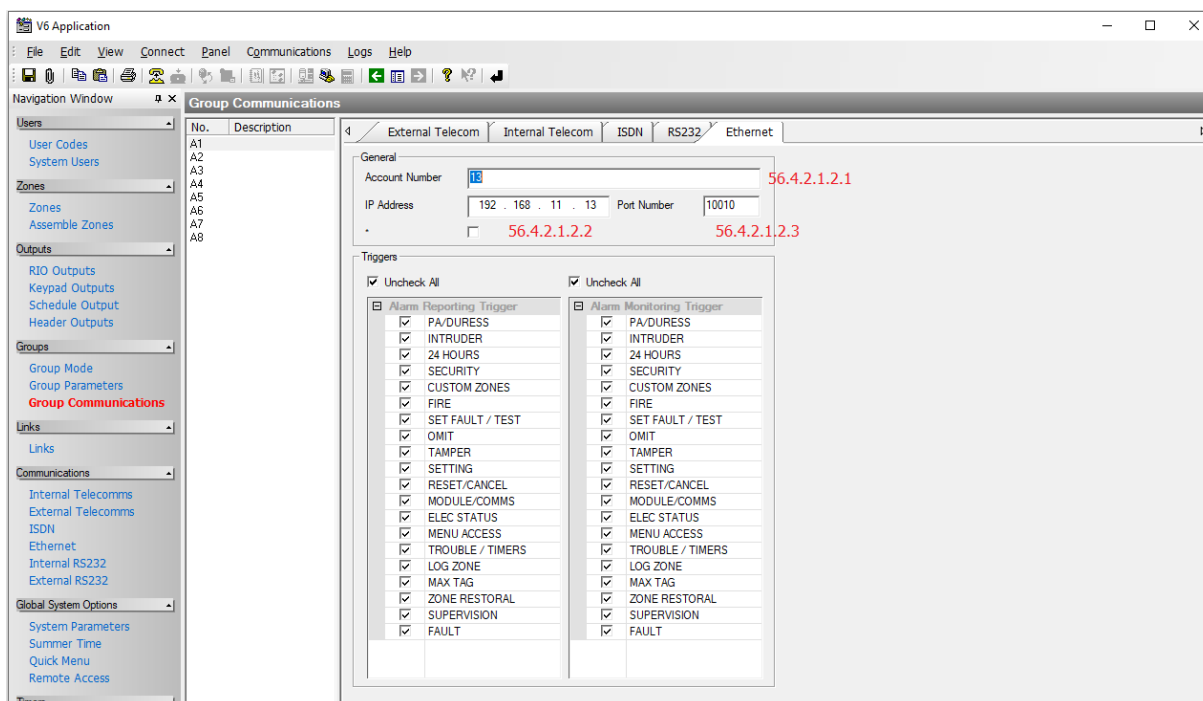 V6 Application
File Edit View Connect Panel Communications Logs Help
Navigation Window
Users
User Codes
System Users
Zones
Zones
Assemble Zones
Outputs
RIO Outputs
Keypad Outputs
Schedule Output
Header Outputs
Groups
Group Mode
Group Parameters
Group Communications
Links
Links
Communications
Internal Telecomms
External Telecomms
ISDN
Ethernet
Internal RS232
External RS232
Global System Options
System Parameters
Summer Time
Quick Menu
Remote Access
Timers
Group Communications
No. Description
A1
A2
A3
A4
A5
A6
A7
A8
External Telecom Internal Telecom ISDN RS232 Ethernet
General
Account Number 13 56.4.2.1.2.1
IP Address 192 . 168 . 11 . 13 Port Number 10010
* 56.4.2.1.2.2 56.4.2.1.2.3
Triggers
Uncheck All Uncheck All
Alarm Reporting Trigger Alarm Monitoring Trigger
PA/DURESS PA/DURESS
INTRUDER INTRUDER
24 HOURS 24 HOURS
SECURITY SECURITY
CUSTOM ZONES CUSTOM ZONES
FIRE FIRE
SET FAULT / TEST SET FAULT / TEST
OMIT OMIT
TAMPER TAMPER
SETTING SETTING
RESET/CANCEL RESET/CANCEL
MODULE/COMMS MODULE/COMMS
ELEC STATUS ELEC STATUS
MENU ACCESS MENU ACCESS
TROUBLE / TIMERS TROUBLE / TIMERS
LOG ZONE LOG ZONE
MAX TAG MAX TAG
ZONE RESTORAL ZONE RESTORAL
SUPERVISION SUPERVISION
FAULT FAULT